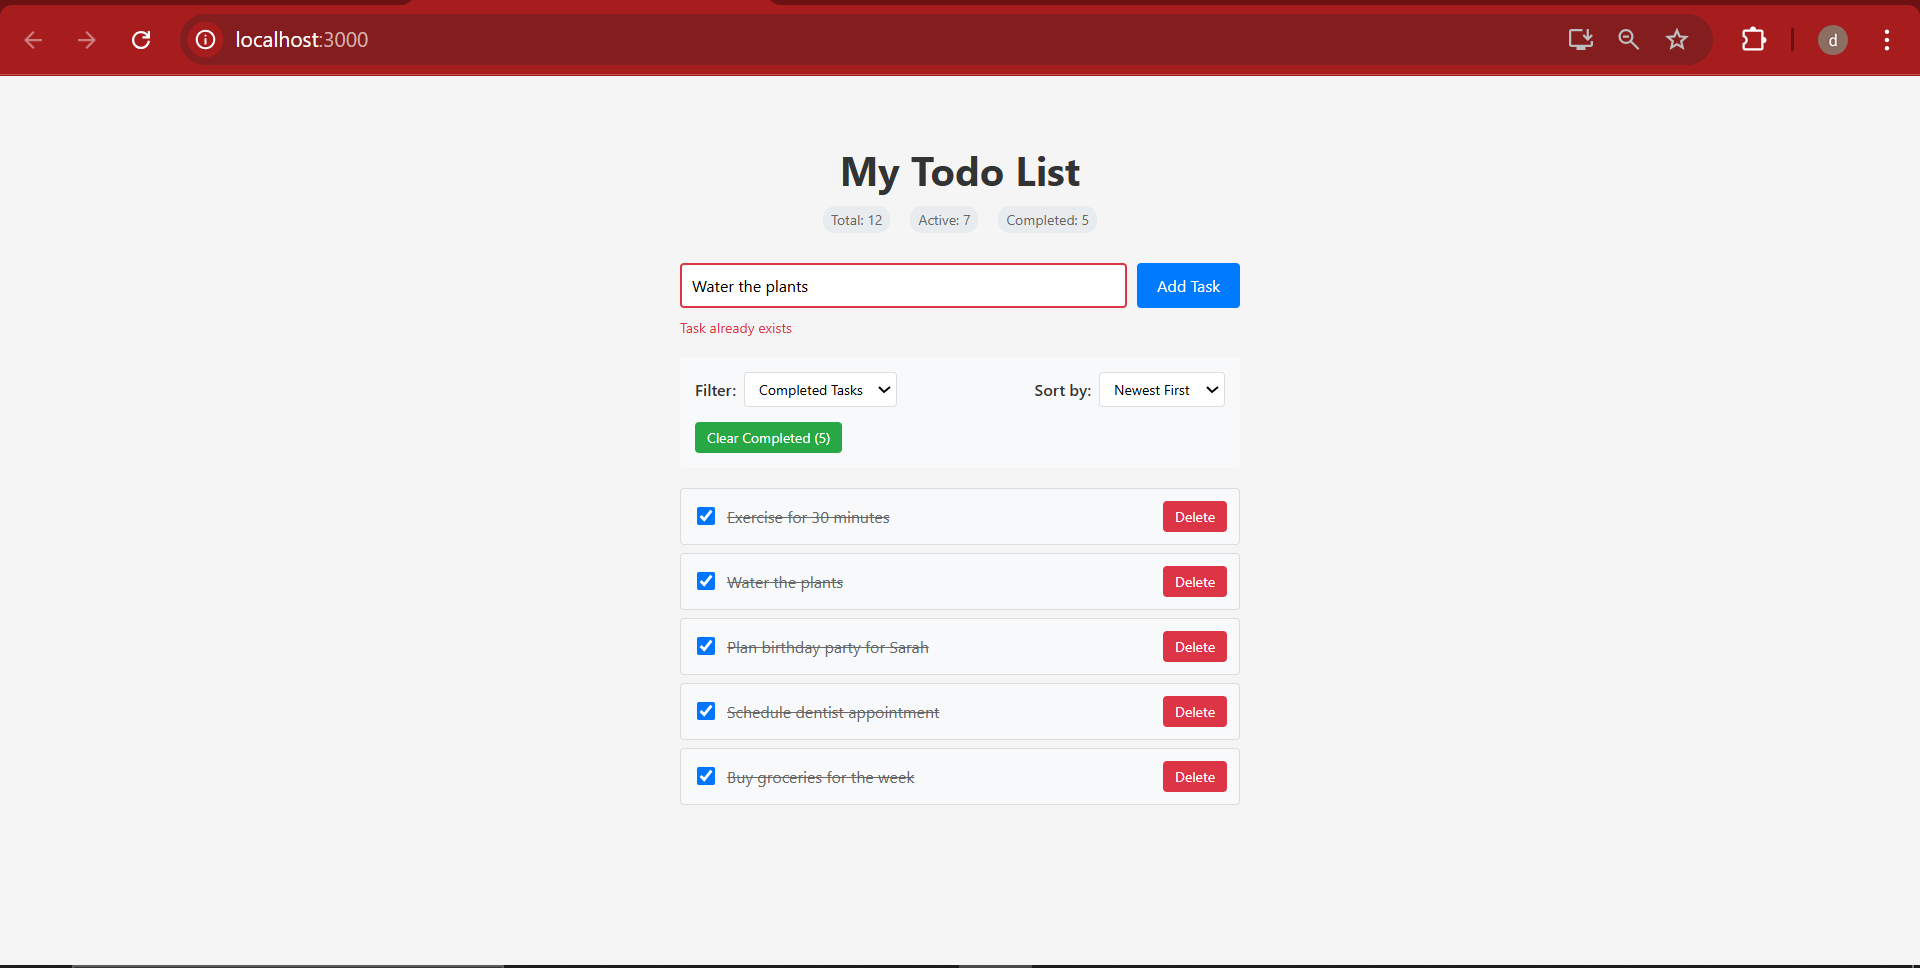 localhost:3000
d
My Todo List
Total: 12 Active: 7 Completed: 5
Water the plants Add Task
Task already exists
Filter: Completed Tasks Sort by: Newest First
Clear Completed (5)
Exercise for 30 minutes Delete
Water the plants Delete
Plan birthday party for Sarah Delete
Schedule dentist appointment Delete
Buy groceries for the week Delete